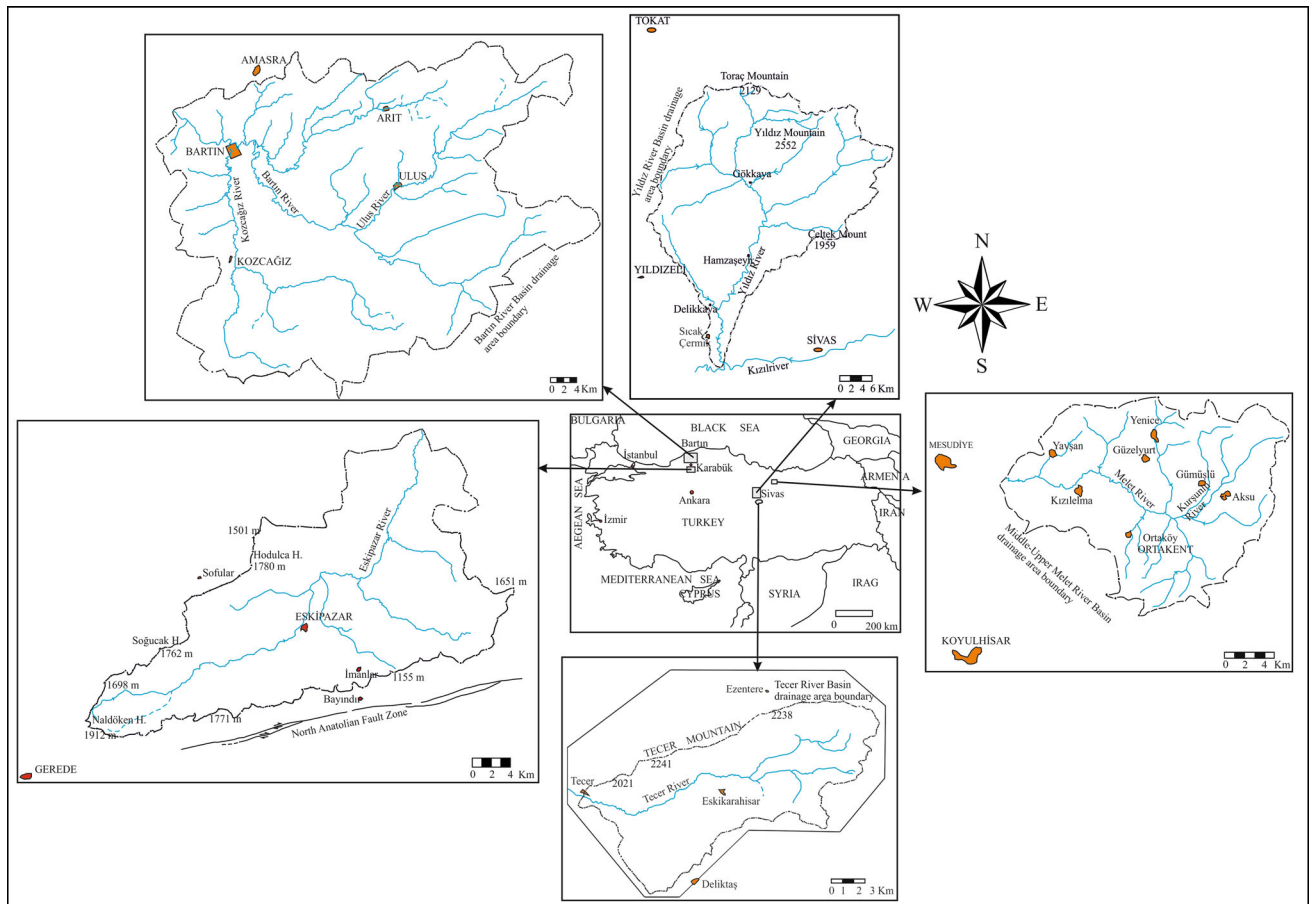 AMASRA
ARIT
BARTIN
ULUS
Bartın River
Ulus River
Kozcağız River
KOZCAĞIZ
Bartın River Basin drainage
area boundary
0 2 4 Km
TOKAT
Toraç Mountain
2129
Yıldız Mountain
2552
Yıldız River Basin drainage
area boundary
Gökkaya
Çeltek Mount
1959
Hamzaşeyh
Yıldız River
YILDIZELİ
Delikkaya
Sıcak
Çermik
SİVAS
Kızılriver
0 2 4 6 Km
N
W
E
S
BULGARIA
BLACK SEA
Bartın
GEORGIA
İstanbul
Karabük
ARMENIA
AEGEAN SEA
Ankara
Sivas
TURKEY
IRAN
İzmir
MEDITERRANEAN SEA
CYPRUS
SYRIA
IRAG
0 200 km
MESUDİYE
Yenice
Yavşan
Güzelyurt
Gümüşlü
Kızılelma
Melet River
Kurşunlu
River
Aksu
Ortaköy
ORTAKENT
Middle-Upper Melet River Basin
drainage area boundary
KOYULHİSAR
0 2 4 Km
1501 m
Hodulca H.
1780 m
Sofular
Eskipazar River
1651 m
ESKİPAZAR
Soğucak H.
1762 m
İmanlar
1155 m
1698 m
Bayındır
Naldöken H.
1771 m
1912 m
North Anatolian Fault Zone
GEREDE
0 2 4 Km
Ezentere
Tecer River Basin
drainage area boundary
2238
TECER MOUNTAIN
2241
2021
Tecer
Tecer River
Eskikarahisar
Deliktaş
0 1 2 3 Km